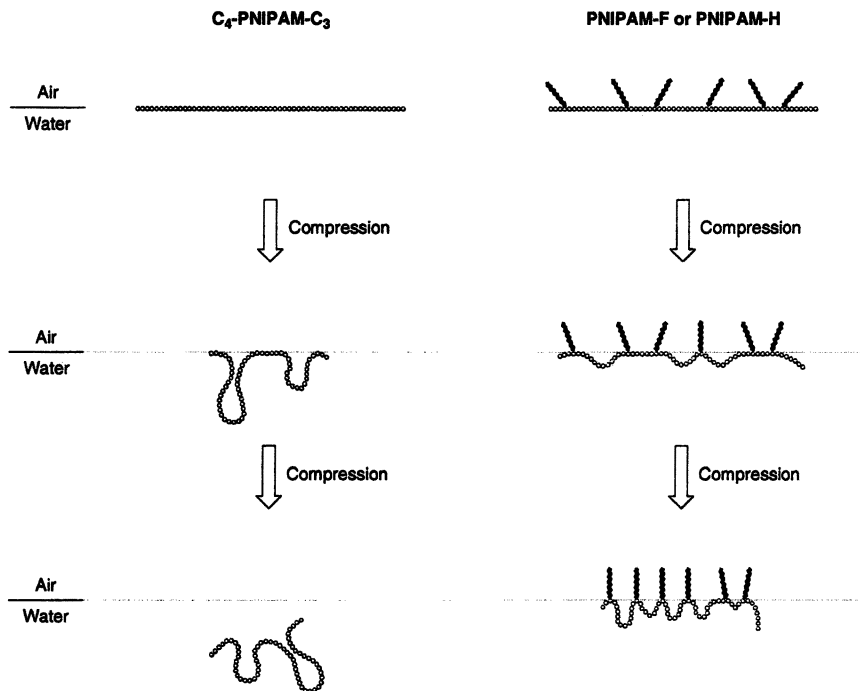 C₄-PNIPAM-C₃
PNIPAM-F or PNIPAM-H
Air
Water
Compression
Compression
Air
Water
Compression
Compression
Air
Water